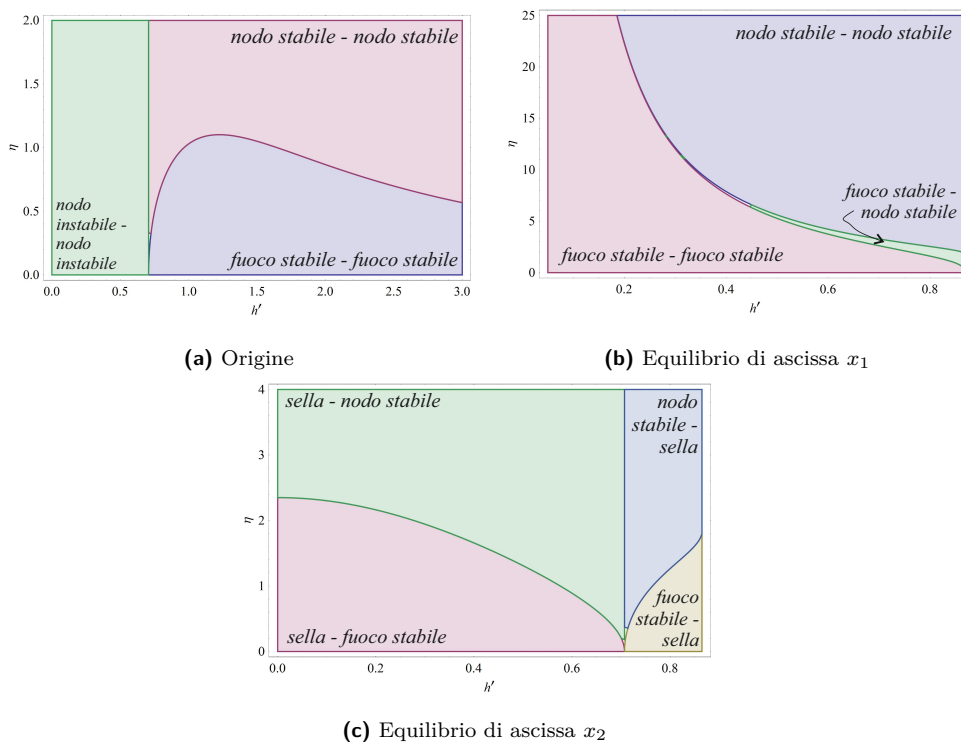 2.0
1.5
1.0
0.5
0.0
η
nodo stabile - nodo stabile
nodo
instabile -
nodo
instabile
fuoco stabile - fuoco stabile
0.0 0.5 1.0 1.5 2.0 2.5 3.0
h′
(a) Origine
25
20
15
10
5
0
η
nodo stabile - nodo stabile
fuoco stabile -
nodo stabile
fuoco stabile - fuoco stabile
0.2 0.4 0.6 0.8
h′
(b) Equilibrio di ascissa x₁
4
3
2
1
0
η
sella - nodo stabile
nodo
stabile -
sella
fuoco
stabile -
sella
sella - fuoco stabile
0.0 0.2 0.4 0.6 0.8
h′
(c) Equilibrio di ascissa x₂